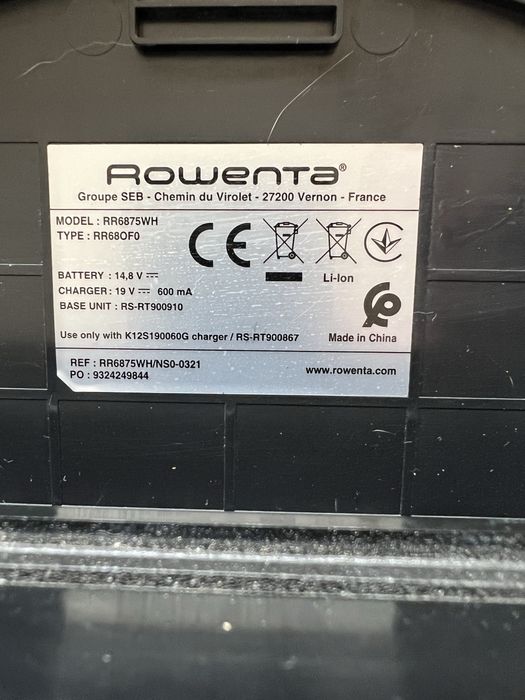 Rowenta®
Groupe SEB - Chemin du Virolet - 27200 Vernon - France
MODEL : RR6875WH
TYPE : RR68OF0
CE
BATTERY : 14,8 V ⎓
Li-Ion
CHARGER : 19 V ⎓ 600 mA
BASE UNIT : RS-RT900910
Use only with K12S190060G charger / RS-RT900867
Made in China
REF : RR6875WH/NS0-0321
www.rowenta.com
PO : 9324249844